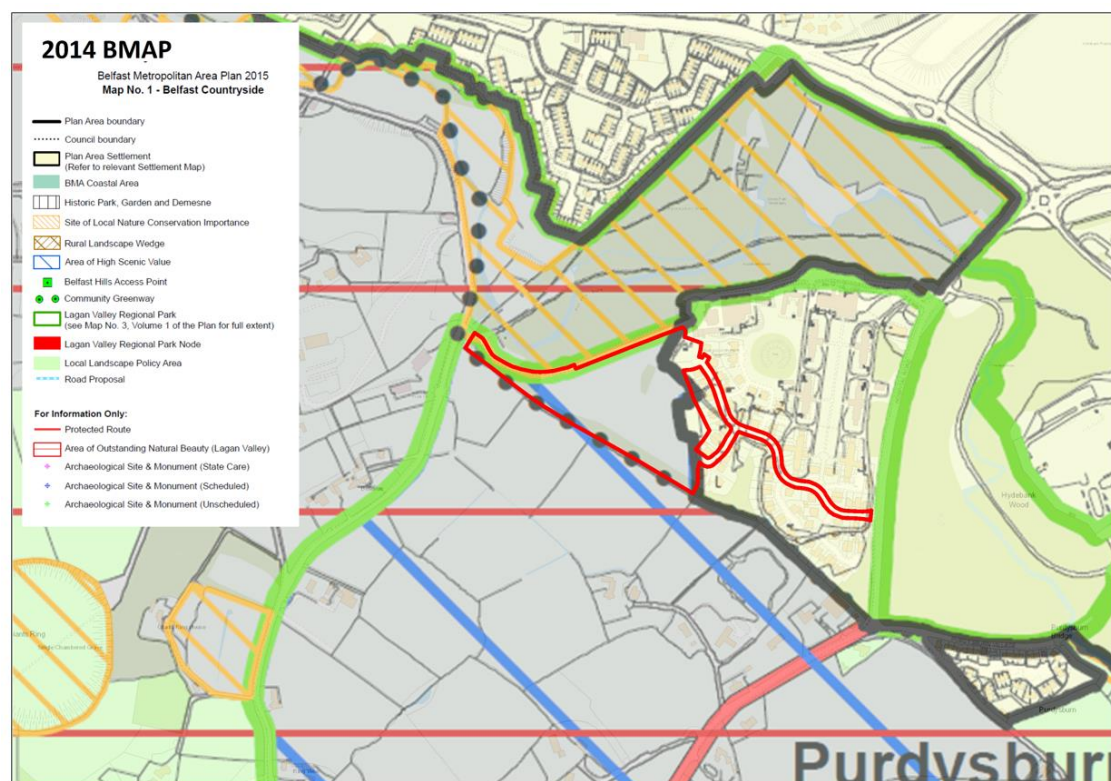 2014 BMAP
Belfast Metropolitan Area Plan 2015
Map No. 1 - Belfast Countryside
Plan Area boundary
Council boundary
Plan Area Settlement
(Refer to relevant Settlement Map)
BMA Coastal Area
Historic Park, Garden and Demesne
Site of Local Nature Conservation Importance
Rural Landscape Wedge
Area of High Scenic Value
Belfast Hills Access Point
Community Greenway
Lagan Valley Regional Park
(see Map No. 3, Volume 1 of the Plan for full extent)
Lagan Valley Regional Park Node
Local Landscape Policy Area
Road Proposal
For Information Only:
Protected Route
Area of Outstanding Natural Beauty (Lagan Valley)
Archaeological Site & Monument (State Care)
Archaeological Site & Monument (Scheduled)
Archaeological Site & Monument (Unscheduled)
Hydebank
Wood
L
Purdysburn
Purdysburn